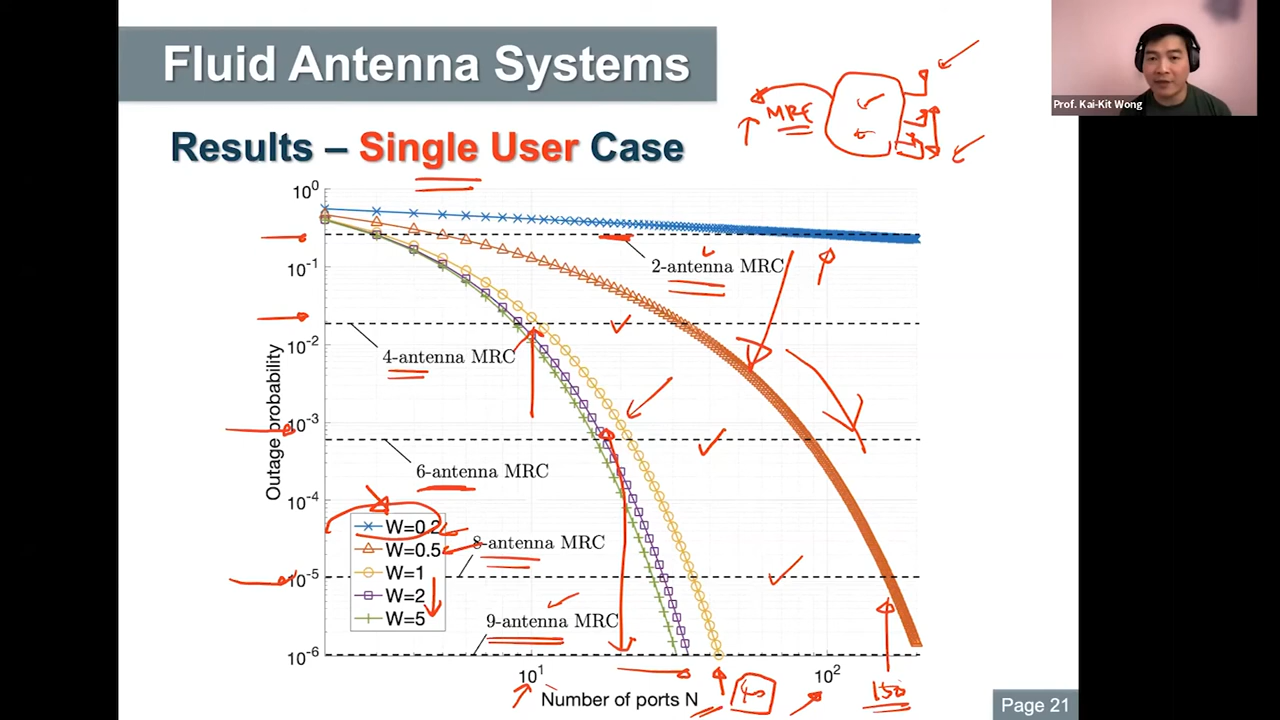 Fluid Antenna Systems
Prof. Kai-Kit Wong
MRC
Results – Single User Case
10^0
2-antenna MRC
10^-1
10^-2
4-antenna MRC
Outage probability
10^-3
6-antenna MRC
10^-4
W=0.2
8-antenna MRC
W=0.5
W=1
10^-5
W=2
W=5
9-antenna MRC
10^-6
10^1
10^2
40
150
Number of ports N
Page 21